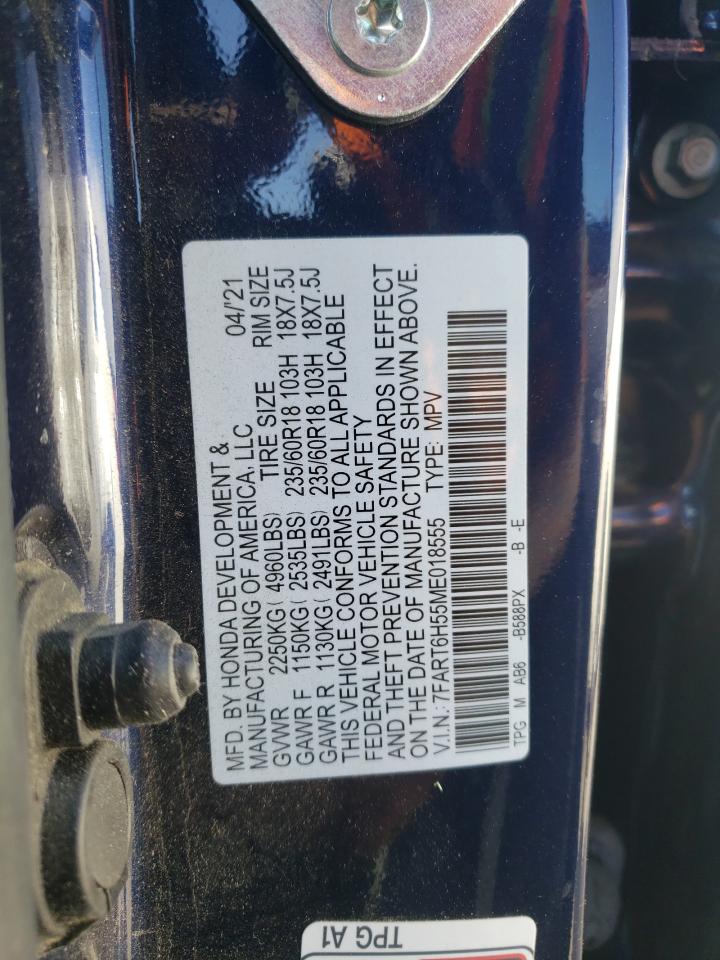 MFD. BY HONDA DEVELOPMENT & 04/'21
MANUFACTURING OF AMERICA, LLC
GVWR 2250KG( 4960LBS) TIRE SIZE RIM SIZE
GAWR F 1150KG( 2535LBS) 235/60R18 103H 18X7.5J
GAWR R 1130KG( 2491LBS) 235/60R18 103H 18X7.5J
THIS VEHICLE CONFORMS TO ALL APPLICABLE
FEDERAL MOTOR VEHICLE SAFETY
AND THEFT PREVENTION STANDARDS IN EFFECT
ON THE DATE OF MANUFACTURE SHOWN ABOVE.
V.I.N.: 7FART6H55ME018555 TYPE: MPV
TPG M AB6 -B588PX -B -E
TPG A1